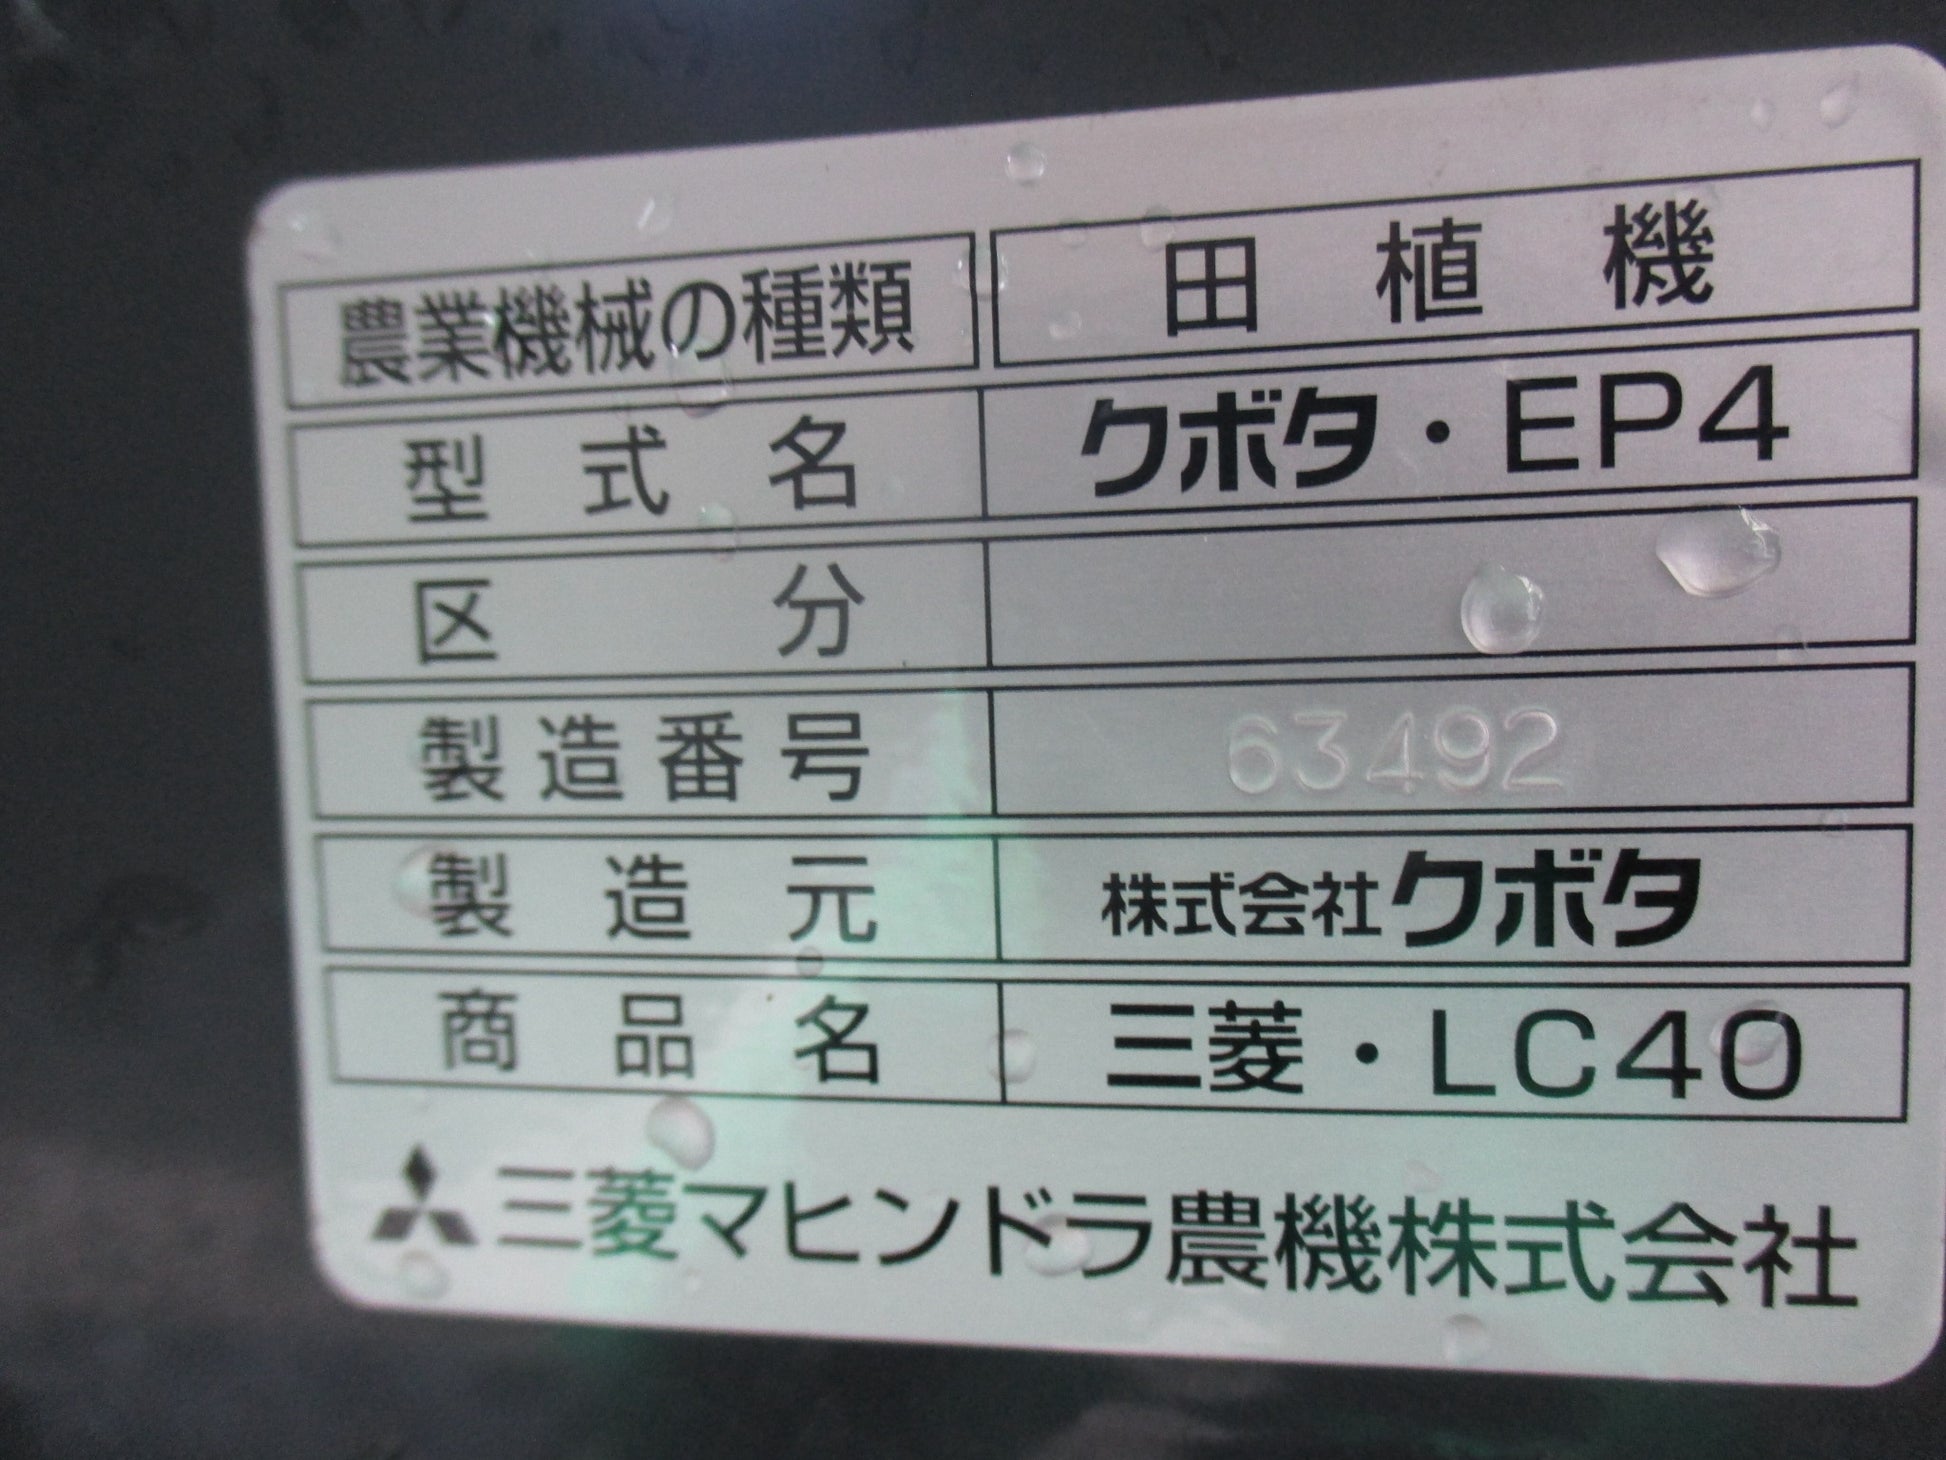 農業機械の種類 田植機
型式名 クボタ・EP4
区分
製造番号 63492
製造元 株式会社クボタ
商品名 三菱・LC40
三菱マヒンドラ農機株式会社